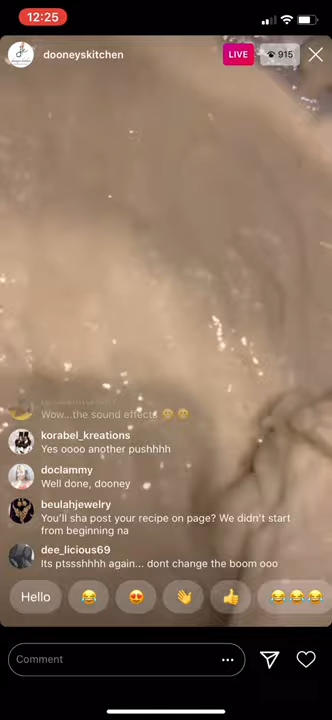 12:25
dooneyskitchen
LIVE
915
Wow...the sound effects 😁😁
korabel_kreations
Yes oooo another pushhhh
doclammy
Well done, dooney
beulahjewelry
You'll sha post your recipe on page? We didn't start
from beginning na
dee_licious69
Its ptssshhhh again... dont change the boom ooo
Hello 😂 😍 👋 👍 😂😂😂
Comment